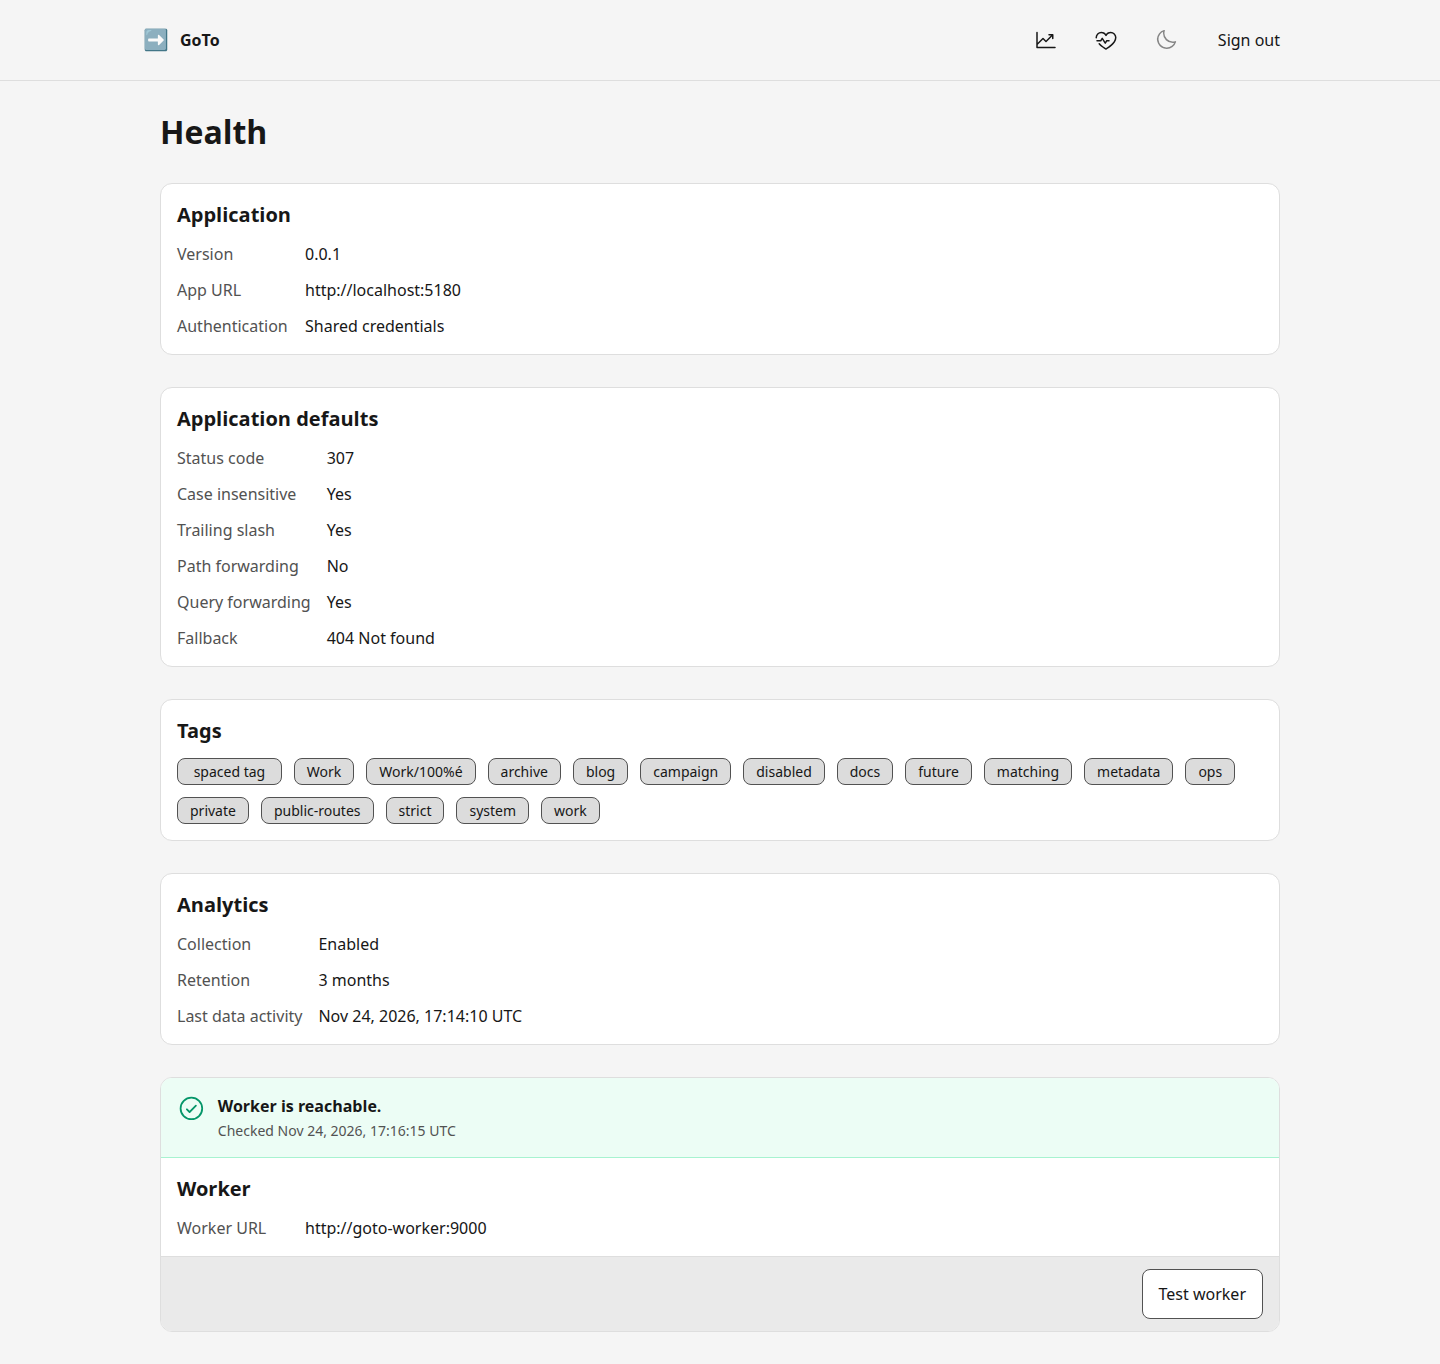 ➡️ GoTo Sign out
Health
Application
Version 0.0.1
App URL http://localhost:5180
Authentication Shared credentials
Application defaults
Status code 307
Case insensitive Yes
Trailing slash Yes
Path forwarding No
Query forwarding Yes
Fallback 404 Not found
Tags
spaced tag Work Work/100%é archive blog campaign disabled docs future matching metadata ops
private public-routes strict system work
Analytics
Collection Enabled
Retention 3 months
Last data activity Nov 24, 2026, 17:14:10 UTC
Worker is reachable.
Checked Nov 24, 2026, 17:16:15 UTC
Worker
Worker URL http://goto-worker:9000
Test worker